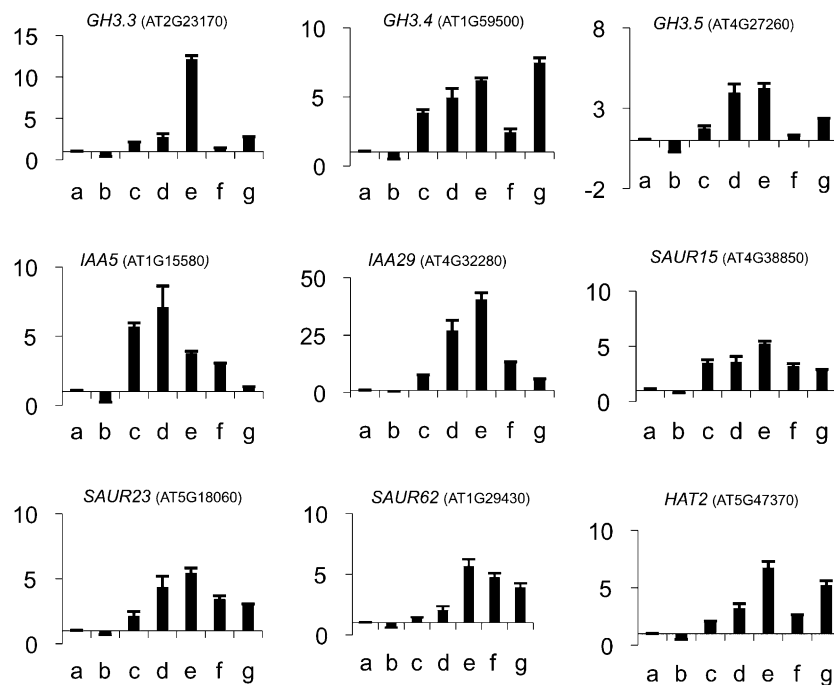 GH3.3 (AT2G23170)
15
10
5
0
a b c d e f g
GH3.4 (AT1G59500)
10
5
0
a b c d e f g
GH3.5 (AT4G27260)
8
3
-2
a b c d e f g
IAA5 (AT1G15580)
10
5
0
a b c d e f g
IAA29 (AT4G32280)
50
25
0
a b c d e f g
SAUR15 (AT4G38850)
10
5
0
a b c d e f g
SAUR23 (AT5G18060)
10
5
0
a b c d e f g
SAUR62 (AT1G29430)
10
5
0
a b c d e f g
HAT2 (AT5G47370)
10
5
0
a b c d e f g